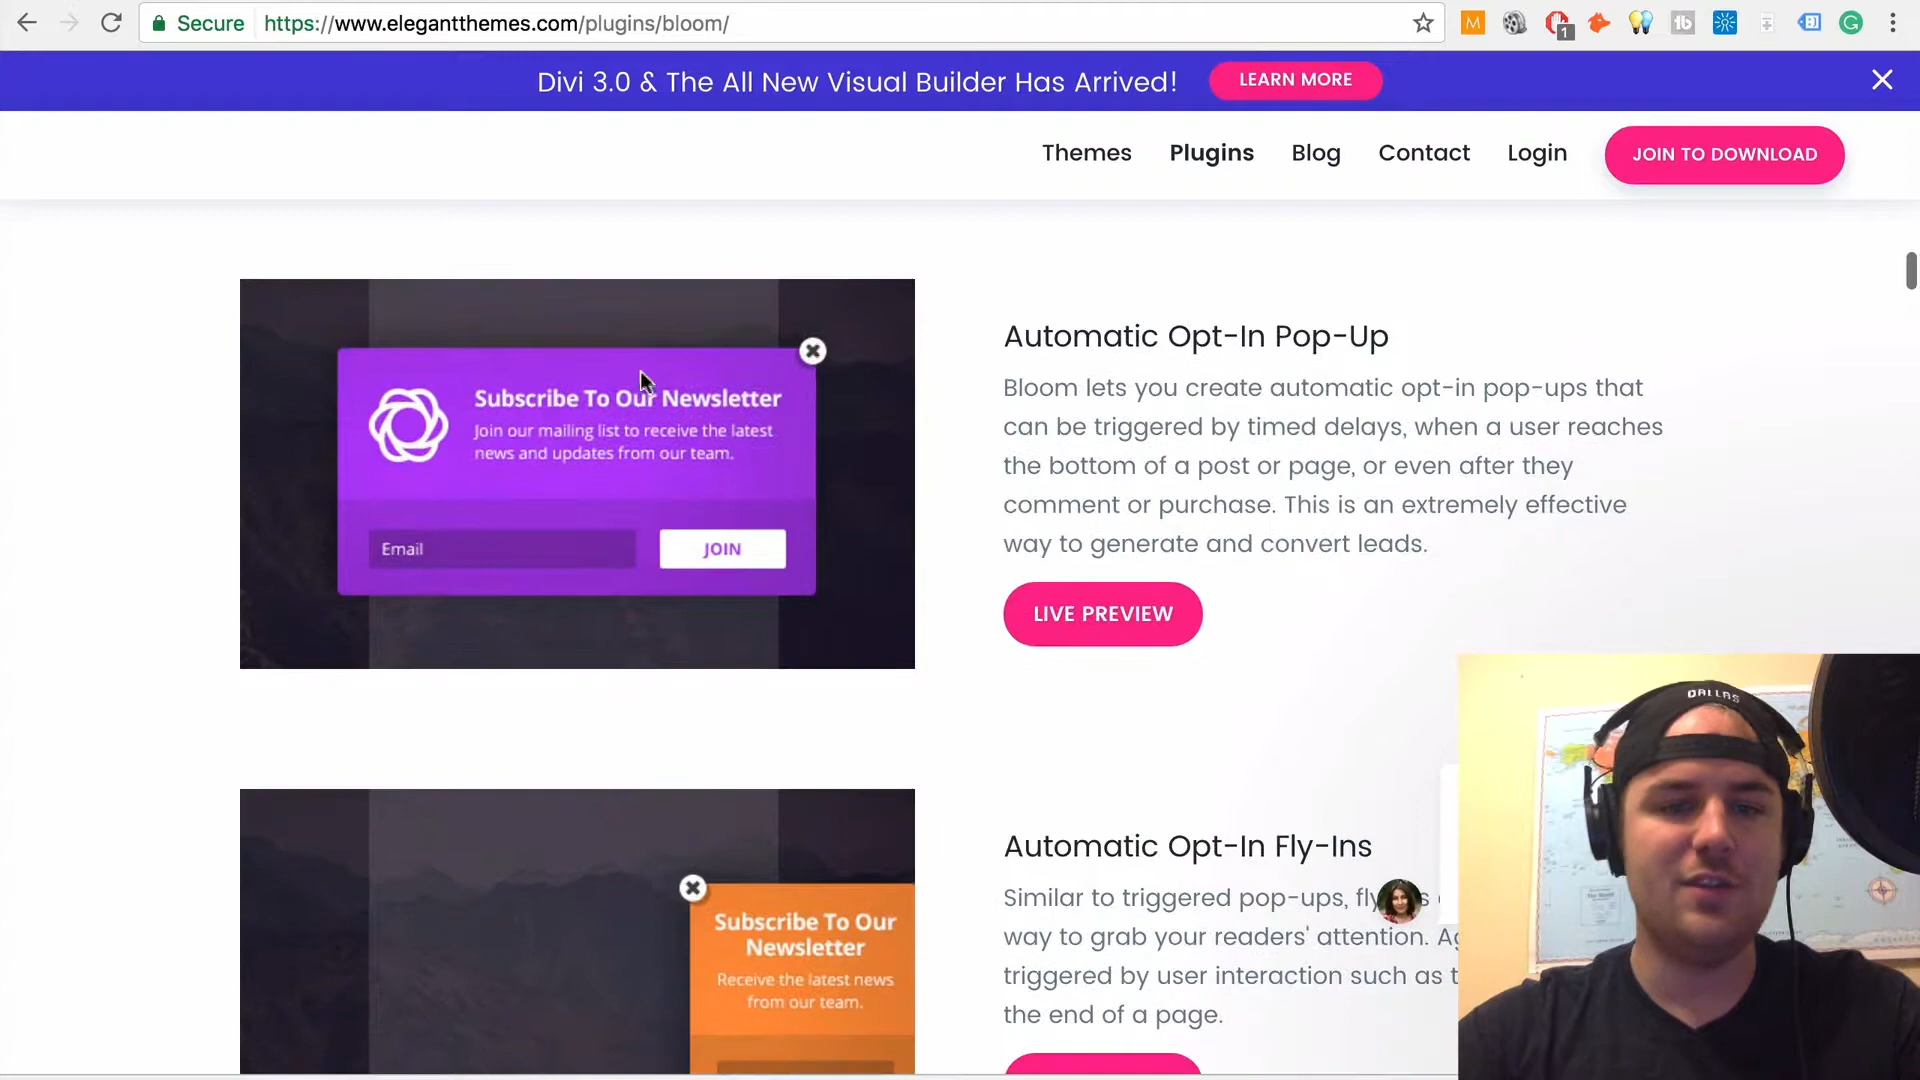 Secure https://www.elegantthemes.com/plugins/bloom/
M
1
tb
G
Divi 3.0 & The All New Visual Builder Has Arrived! LEARN MORE
Themes Plugins Blog Contact Login JOIN TO DOWNLOAD
Subscribe To Our Newsletter
Join our mailing list to receive the latest
news and updates from our team.
Email JOIN
Automatic Opt-In Pop-Up
Bloom lets you create automatic opt-in pop-ups that
can be triggered by timed delays, when a user reaches
the bottom of a post or page, or even after they
comment or purchase. This is an extremely effective
way to generate and convert leads.
LIVE PREVIEW
Subscribe To Our
Newsletter
Receive the latest news
from our team.
Automatic Opt-In Fly-Ins
Similar to triggered pop-ups, fly
way to grab your readers' attention.
triggered by user interaction such as
the end of a page.
DALLAS